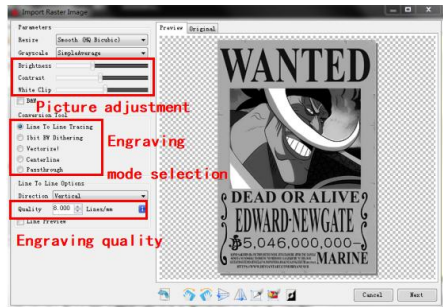 Import Raster Image
Parameters
Resize Smooth (HQ Bicubic)
Grayscale SimpleAverage
Brightness
Contrast
White Clip
B&W
Picture adjustment
Conversion Tool
Line To Line Tracing
1bit BW Dithering
Vectorize!
Centerline
Passthrough
Engraving
mode selection
Line To Line Options
Direction Vertical
Quality 8.000 Lines/mm
Line Preview
Engraving quality
Preview Original
WANTED
DEAD OR ALIVE
EDWARD·NEWGATE
฿5,046,000,000-
MARINE
Cancel Next